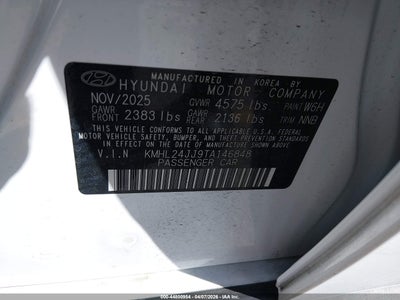 MANUFACTURED IN KOREA BY
HYUNDAI MOTOR COMPANY
NOV/2025 GVWR 4575 lbs. PAINT W6H
GAWR FRONT 2383 lbs GAWR REAR 2136 lbs TRIM NNB
THIS VEHICLE CONFORMS TO ALL APPLICABLE U.S.A. FEDERAL
MOTOR VEHICLE SAFETY, BUMPER, AND THEFT PREVENTION
STANDARDS IN EFFECT ON THE DATE OF MANUFACTURE
SHOWN ABOVE.
V.I.N KMHL24JJ9TA146848
PASSENGER CAR
000-44800984 04/07/2026 - IAA Inc.